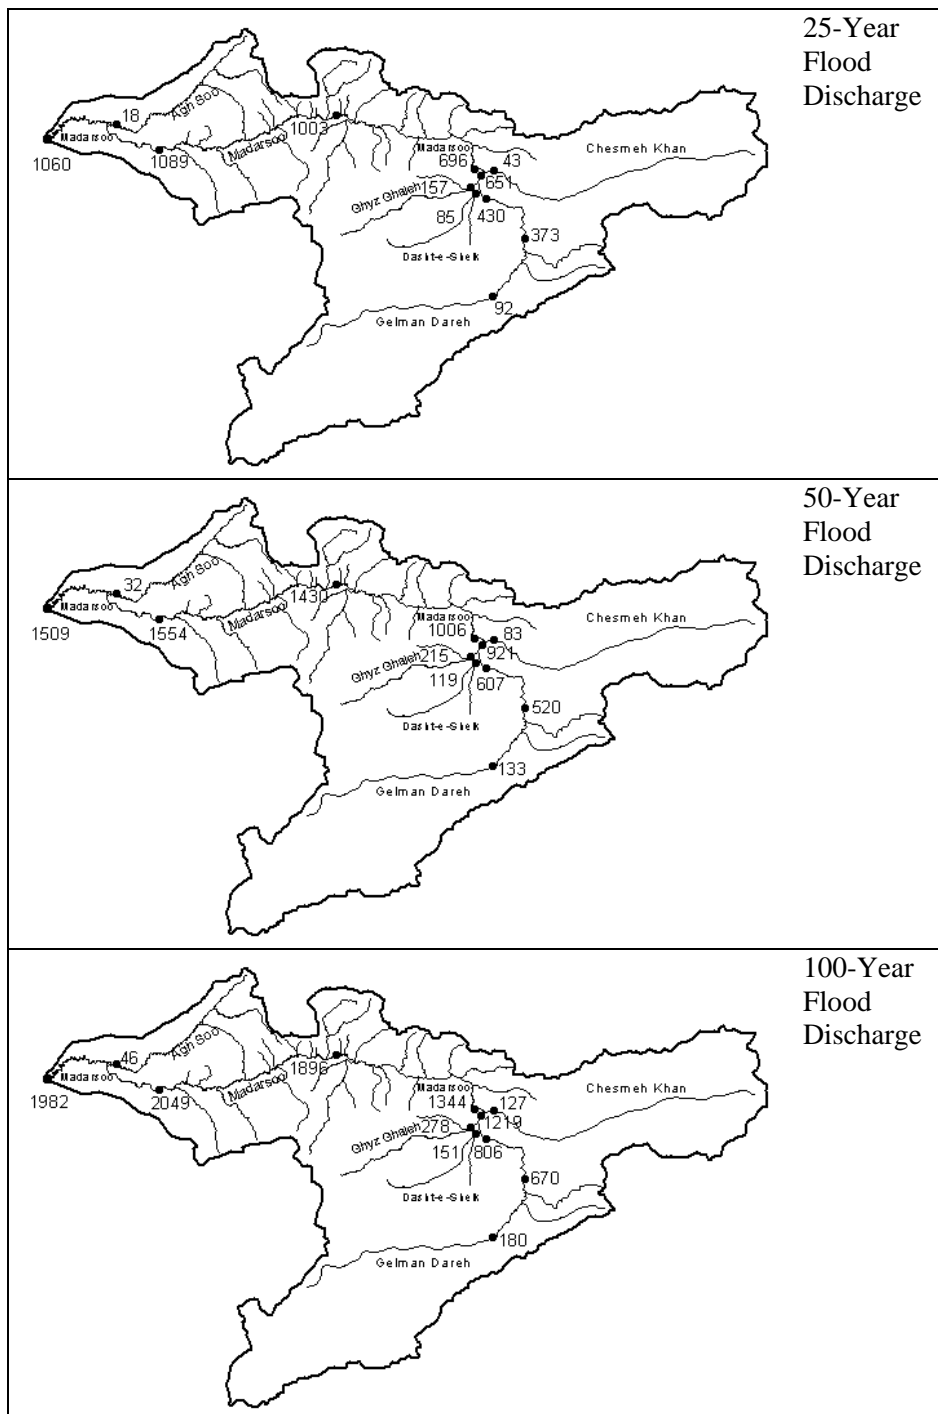 25-Year
Flood
Discharge
18
Agh Soo
Madarsoo
1060
1089
Madarsoo
1003
Madarsoo
696
43
Chesmeh Khan
651
157
Ghyz Ghaleh
85
430
373
Dasht-e-Sheik
92
Gelman Dareh
50-Year
Flood
Discharge
32
Agh Soo
Madarsoo
1509
1554
Madarsoo
1430
Madarsoo
1006
83
Chesmeh Khan
921
215
Ghyz Ghaleh
119
607
520
Dasht-e-Sheik
133
Gelman Dareh
100-Year
Flood
Discharge
46
Agh Soo
Madarsoo
1982
2049
Madarsoo
1896
Madarsoo
1344
127
Chesmeh Khan
1219
278
Ghyz Ghaleh
151
806
670
Dasht-e-Sheik
180
Gelman Dareh